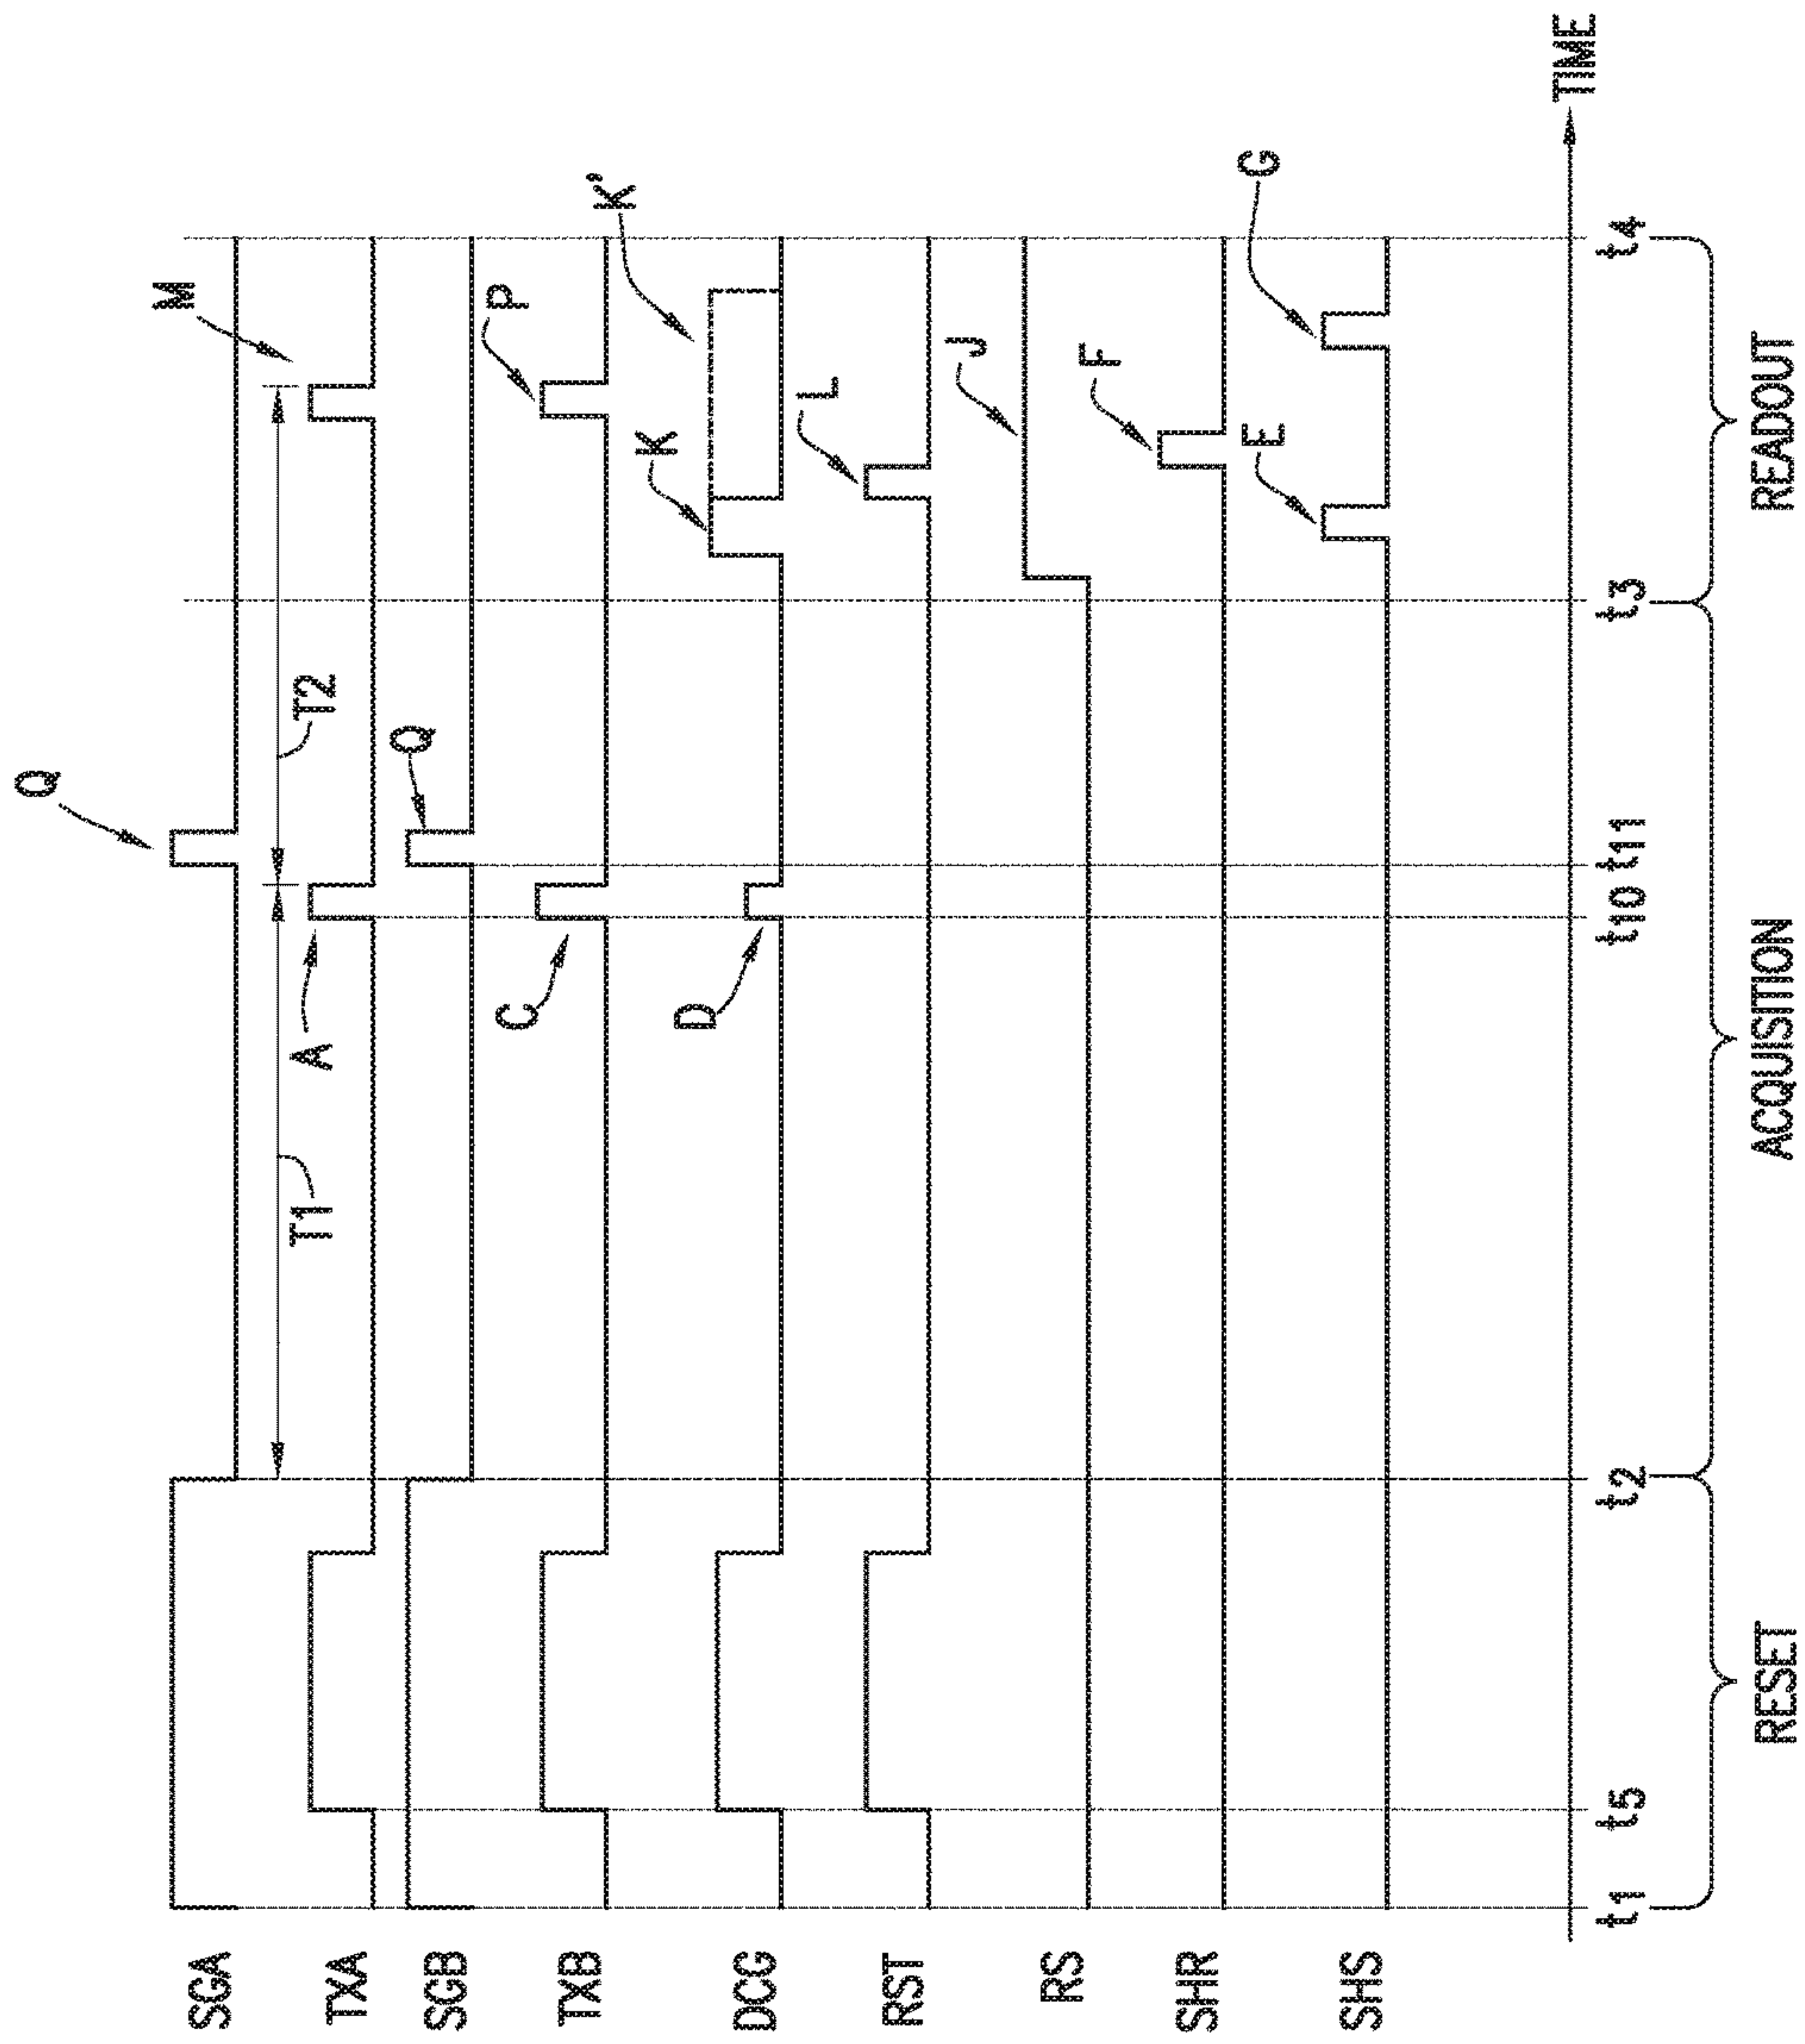 SGA
Q
TXA
T1
A
T2
M
SGB
Q
TXB
C
P
DCG
D
K
K'
RST
L
RS
J
SHR
F
SHS
E
G
TIME
t1
t5
t2
t10
t11
t3
t4
RESET
ACQUISITION
READOUT